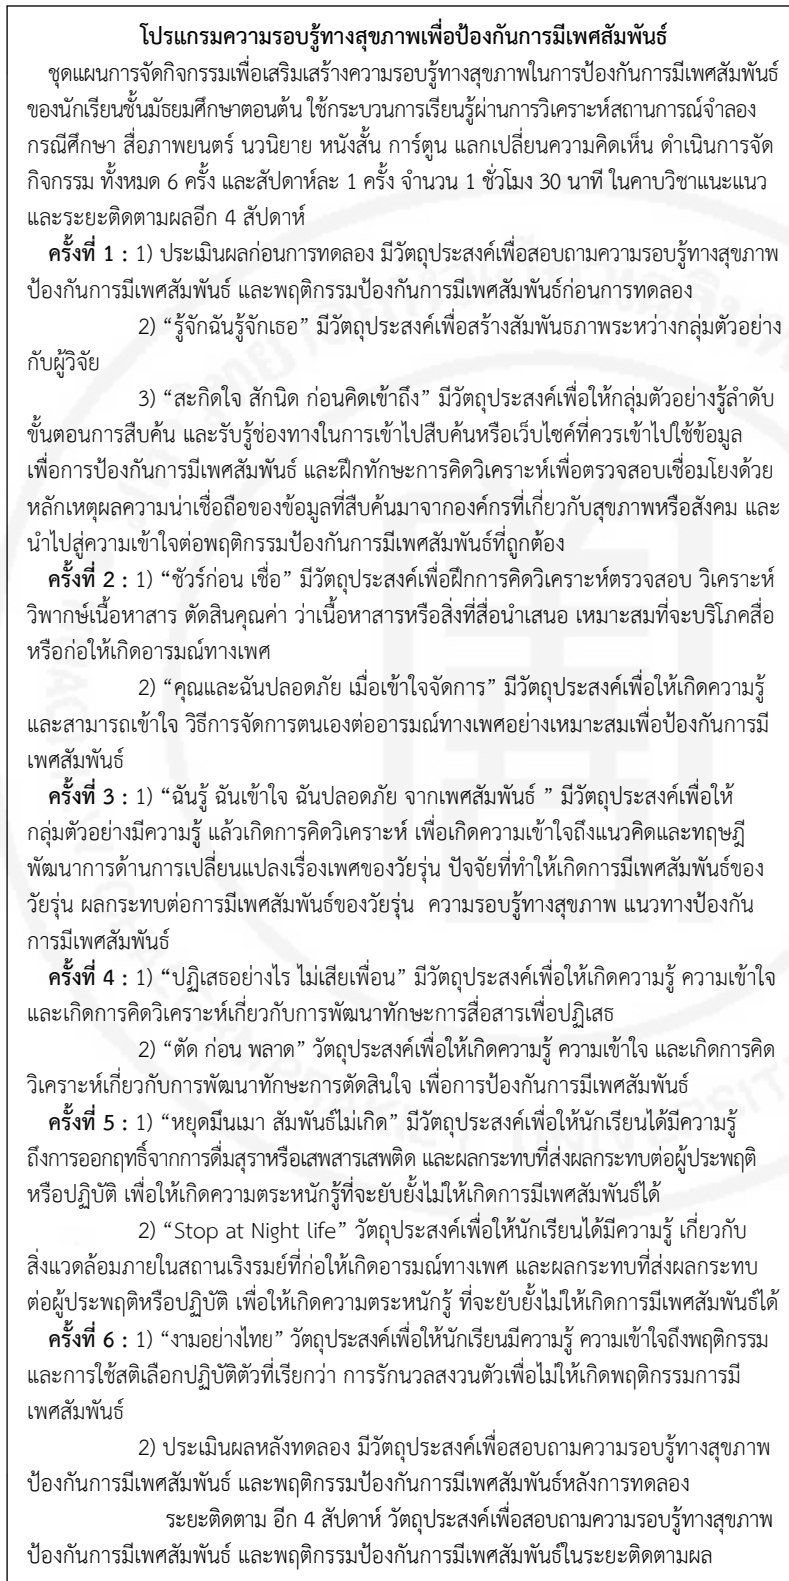 โปรแกรมความรอบรู้ทางสุขภาพเพื่อป้องกันการมีเพศสัมพันธ์
ชุดแผนการจัดกิจกรรมเพื่อเสริมเสร้างความรอบรู้ทางสุขภาพในการป้องกันการมีเพศสัมพันธ์
ของนักเรียนชั้นมัธยมศึกษาตอนต้น ใช้กระบวนการเรียนรู้ผ่านการวิเคราะห์สถานการณ์จำลอง
กรณีศึกษา สื่อภาพยนตร์ นวนิยาย หนังสั้น การ์ตูน แลกเปลี่ยนความคิดเห็น ดำเนินการจัด
กิจกรรม ทั้งหมด 6 ครั้ง และสัปดาห์ละ 1 ครั้ง จำนวน 1 ชั่วโมง 30 นาที ในคาบวิชาแนะแนว
และระยะติดตามผลอีก 4 สัปดาห์
ครั้งที่ 1 : 1) ประเมินผลก่อนการทดลอง มีวัตถุประสงค์เพื่อสอบถามความรอบรู้ทางสุขภาพ
ป้องกันการมีเพศสัมพันธ์ และพฤติกรรมป้องกันการมีเพศสัมพันธ์ก่อนการทดลอง
2) “รู้จักฉันรู้จักเธอ” มีวัตถุประสงค์เพื่อสร้างสัมพันธภาพระหว่างกลุ่มตัวอย่าง
กับผู้วิจัย
3) “สะกิดใจ สักนิด ก่อนคิดเข้าถึง” มีวัตถุประสงค์เพื่อให้กลุ่มตัวอย่างรู้ลำดับ
ขั้นตอนการสืบค้น และรับรู้ช่องทางในการเข้าไปสืบค้นหรือเว็บไซค์ที่ควรเข้าไปใช้ข้อมูล
เพื่อการป้องกันการมีเพศสัมพันธ์ และฝึกทักษะการคิดวิเคราะห์เพื่อตรวจสอบเชื่อมโยงด้วย
หลักเหตุผลความน่าเชื่อถือของข้อมูลที่สืบค้นมาจากองค์กรที่เกี่ยวกับสุขภาพหรือสังคม และ
นำไปสู่ความเข้าใจต่อพฤติกรรมป้องกันการมีเพศสัมพันธ์ที่ถูกต้อง
ครั้งที่ 2 : 1) “ชัวร์ก่อน เชื่อ” มีวัตถุประสงค์เพื่อฝึกการคิดวิเคราะห์ตรวจสอบ วิเคราะห์
วิพากษ์เนื้อหาสาร ตัดสินคุณค่า ว่าเนื้อหาสารหรือสิ่งที่สื่อนำเสนอ เหมาะสมที่จะบริโภคสื่อ
หรือก่อให้เกิดอารมณ์ทางเพศ
2) “คุณและฉันปลอดภัย เมื่อเข้าใจจัดการ” มีวัตถุประสงค์เพื่อให้เกิดความรู้
และสามารถเข้าใจ วิธีการจัดการตนเองต่ออารมณ์ทางเพศอย่างเหมาะสมเพื่อป้องกันการมี
เพศสัมพันธ์
ครั้งที่ 3 : 1) “ฉันรู้ ฉันเข้าใจ ฉันปลอดภัย จากเพศสัมพันธ์ ” มีวัตถุประสงค์เพื่อให้
กลุ่มตัวอย่างมีความรู้ แล้วเกิดการคิดวิเคราะห์ เพื่อเกิดความเข้าใจถึงแนวคิดและทฤษฎี
พัฒนาการด้านการเปลี่ยนแปลงเรื่องเพศของวัยรุ่น ปัจจัยที่ทำให้เกิดการมีเพศสัมพันธ์ของ
วัยรุ่น ผลกระทบต่อการมีเพศสัมพันธ์ของวัยรุ่น ความรอบรู้ทางสุขภาพ แนวทางป้องกัน
การมีเพศสัมพันธ์
ครั้งที่ 4 : 1) “ปฏิเสธอย่างไร ไม่เสียเพื่อน” มีวัตถุประสงค์เพื่อให้เกิดความรู้ ความเข้าใจ
และเกิดการคิดวิเคราะห์เกี่ยวกับการพัฒนาทักษะการสื่อสารเพื่อปฏิเสธ
2) “ตัด ก่อน พลาด” วัตถุประสงค์เพื่อให้เกิดความรู้ ความเข้าใจ และเกิดการคิด
วิเคราะห์เกี่ยวกับการพัฒนาทักษะการตัดสินใจ เพื่อการป้องกันการมีเพศสัมพันธ์
ครั้งที่ 5 : 1) “หยุดมึนเมา สัมพันธ์ไม่เกิด” มีวัตถุประสงค์เพื่อให้นักเรียนได้มีความรู้
ถึงการออกฤทธิ์จากการดื่มสุราหรือเสพสารเสพติด และผลกระทบที่ส่งผลกระทบต่อผู้ประพฤติ
หรือปฏิบัติ เพื่อให้เกิดความตระหนักรู้ที่จะยับยั้งไม่ให้เกิดการมีเพศสัมพันธ์ได้
2) “Stop at Night life” วัตถุประสงค์เพื่อให้นักเรียนได้มีความรู้ เกี่ยวกับ
สิ่งแวดล้อมภายในสถานเริงรมย์ที่ก่อให้เกิดอารมณ์ทางเพศ และผลกระทบที่ส่งผลกระทบ
ต่อผู้ประพฤติหรือปฏิบัติ เพื่อให้เกิดความตระหนักรู้ ที่จะยับยั้งไม่ให้เกิดการมีเพศสัมพันธ์ได้
ครั้งที่ 6 : 1) “งามอย่างไทย” วัตถุประสงค์เพื่อให้นักเรียนมีความรู้ ความเข้าใจถึงพฤติกรรม
และการใช้สติเลือกปฏิบัติตัวที่เรียกว่า การรักนวลสงวนตัวเพื่อไม่ให้เกิดพฤติกรรมการมี
เพศสัมพันธ์
2) ประเมินผลหลังทดลอง มีวัตถุประสงค์เพื่อสอบถามความรอบรู้ทางสุขภาพ
ป้องกันการมีเพศสัมพันธ์ และพฤติกรรมป้องกันการมีเพศสัมพันธ์หลังการทดลอง
ระยะติดตาม อีก 4 สัปดาห์ วัตถุประสงค์เพื่อสอบถามความรอบรู้ทางสุขภาพ
ป้องกันการมีเพศสัมพันธ์ และพฤติกรรมป้องกันการมีเพศสัมพันธ์ในระยะติดตามผล